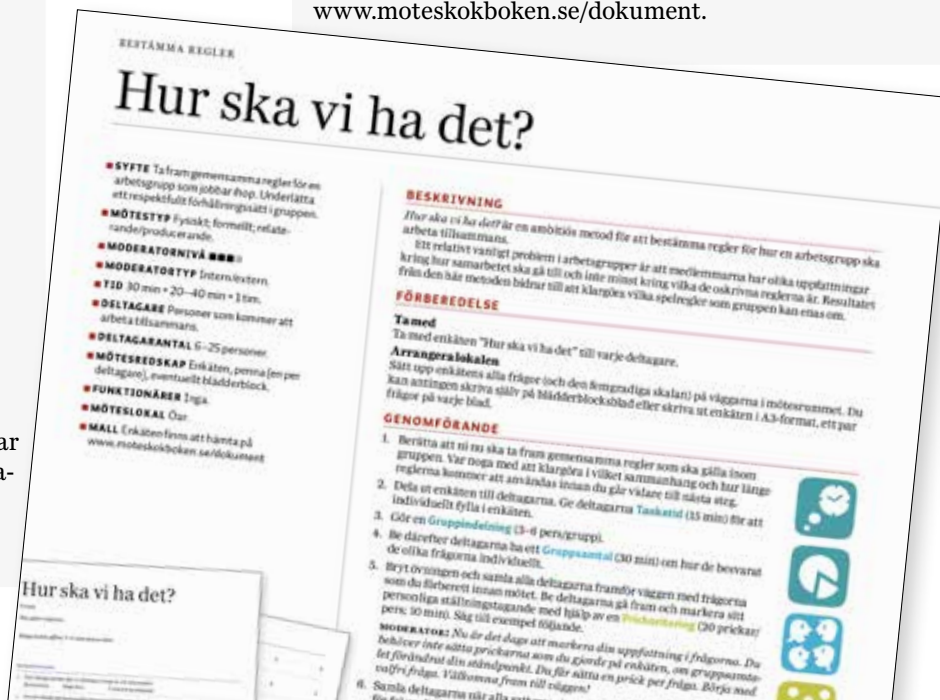 www.moteskokboken.se/dokument.
BESTÄMMA REGLER
Hur ska vi ha det?
SYFTE Ta fram gemensamma regler för en
arbetsgrupp som jobbar ihop. Underlätta
ett respektfullt förhållningssätt i gruppen.
MÖTESTYP Fysiskt; formellt; relate-
rande/producerande.
MODERATORNIVÅ
MODERATORTYP Intern/extern.
TID 30 min • 20–40 min • 1 tim.
DELTAGARE Personer som kommer att
arbeta tillsammans.
DELTAGARANTAL 6–25 personer.
MÖTESREDSKAP Enkäten, penna (en per
deltagare), eventuellt blädderblock.
FUNKTIONÄRER Inga.
MÖTESLOKAL Öar.
MALL Enkäten finns att hämta på
www.moteskokboken.se/dokument
BESKRIVNING
Hur ska vi ha det? är en ambitiös metod för att bestämma regler för hur en arbetsgrupp ska
arbeta tillsammans.
Ett relativt vanligt problem i arbetsgrupper är att medlemmarna har olika uppfattningar
kring hur samarbetet ska gå till och inte minst kring vilka de oskrivna reglerna är. Resultatet
från den här metoden bidrar till att klargöra vilka spelregler som gruppen kan enas om.
FÖRBEREDELSE
Ta med
Ta med enkäten "Hur ska vi ha det" till varje deltagare.
Arrangera lokalen
Sätt upp enkätens alla frågor (och den femgradiga skalan) på väggarna i mötesrummet. Du
kan antingen skriva själv på blädderblocksblad eller skriva ut enkäten i A3-format, ett par
frågor på varje blad.
GENOMFÖRANDE
1. Berätta att ni nu ska ta fram gemensamma regler som ska gälla inom
gruppen. Var noga med att klargöra i vilket sammanhang och hur länge
reglerna kommer att användas innan du går vidare till nästa steg.
2. Dela ut enkäten till deltagarna. Ge deltagarna Tanketid (15 min) för att
individuellt fylla i enkäten.
3. Gör en Gruppindelning (3–6 pers/grupp).
4. Be därefter deltagarna ha ett Gruppsamtal (30 min) om hur de besvarat
de olika frågorna individuellt.
5. Bryt övningen och samla alla deltagarna framför väggen med frågorna
som du förberett innan mötet. Be deltagarna gå fram och markera sitt
personliga ställningstagande med hjälp av en Prickoritering (20 prickar/
pers; 10 min). Säg till exempel följande.
MODERATOR: Nu är det dags att markera din uppfattning i frågorna. Du
behöver inte sätta prickarna som du gjorde på enkäten, om gruppsamta-
let förändrat din ståndpunkt. Du får sätta en prick per fråga. Börja med
valfri fråga. Välkomna fram till väggen!
6. Samla deltagarna när alla
ar
a-
Hur ska vi ha det?